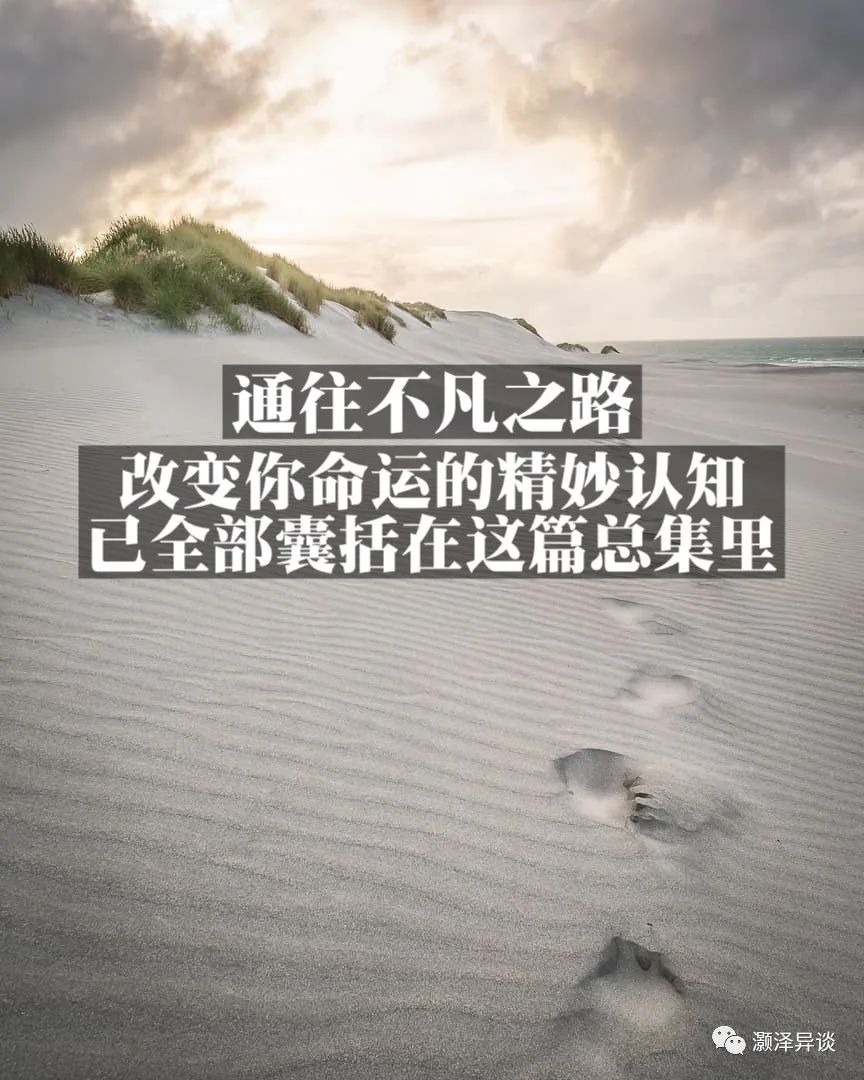 通往不凡之路
改变你命运的精妙认知
已全部囊括在这篇总集里
灏泽异谈